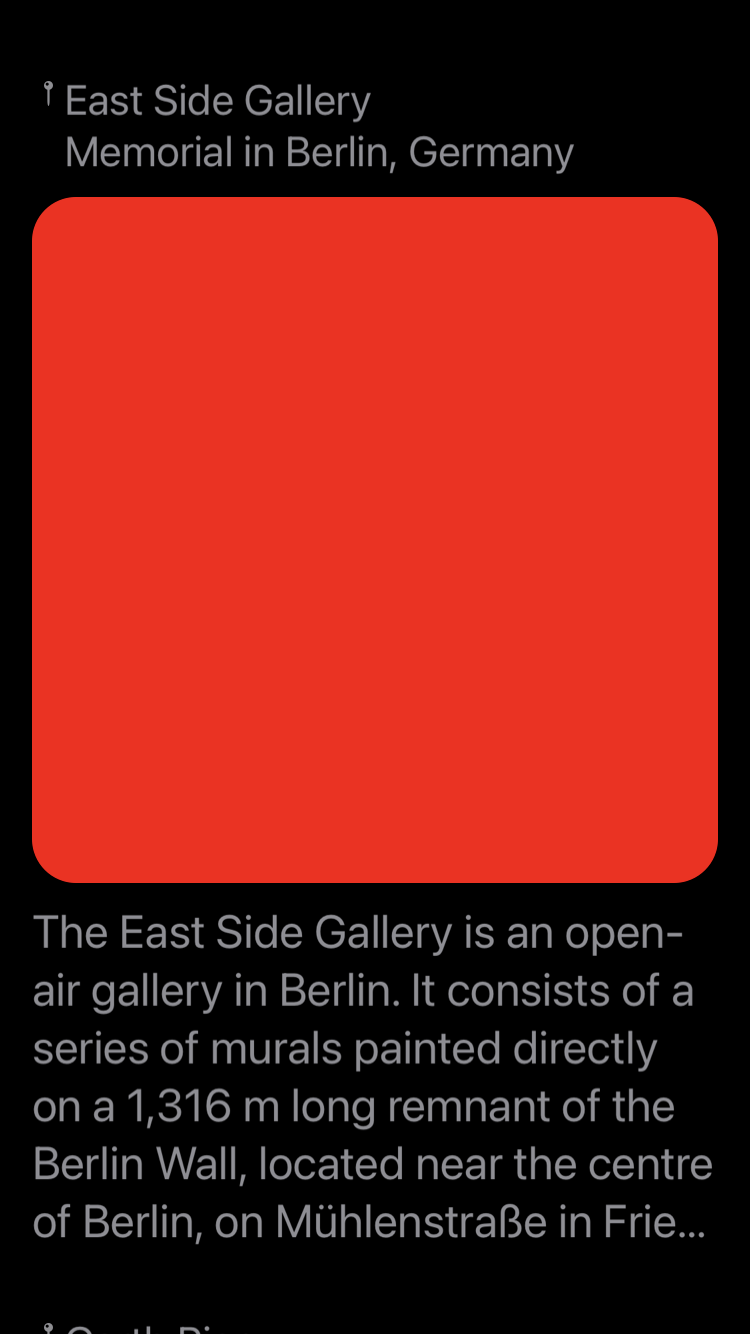 East Side Gallery
Memorial in Berlin, Germany
The East Side Gallery is an open-
air gallery in Berlin. It consists of a
series of murals painted directly
on a 1,316 m long remnant of the
Berlin Wall, located near the centre
of Berlin, on Mühlenstraße in Frie...